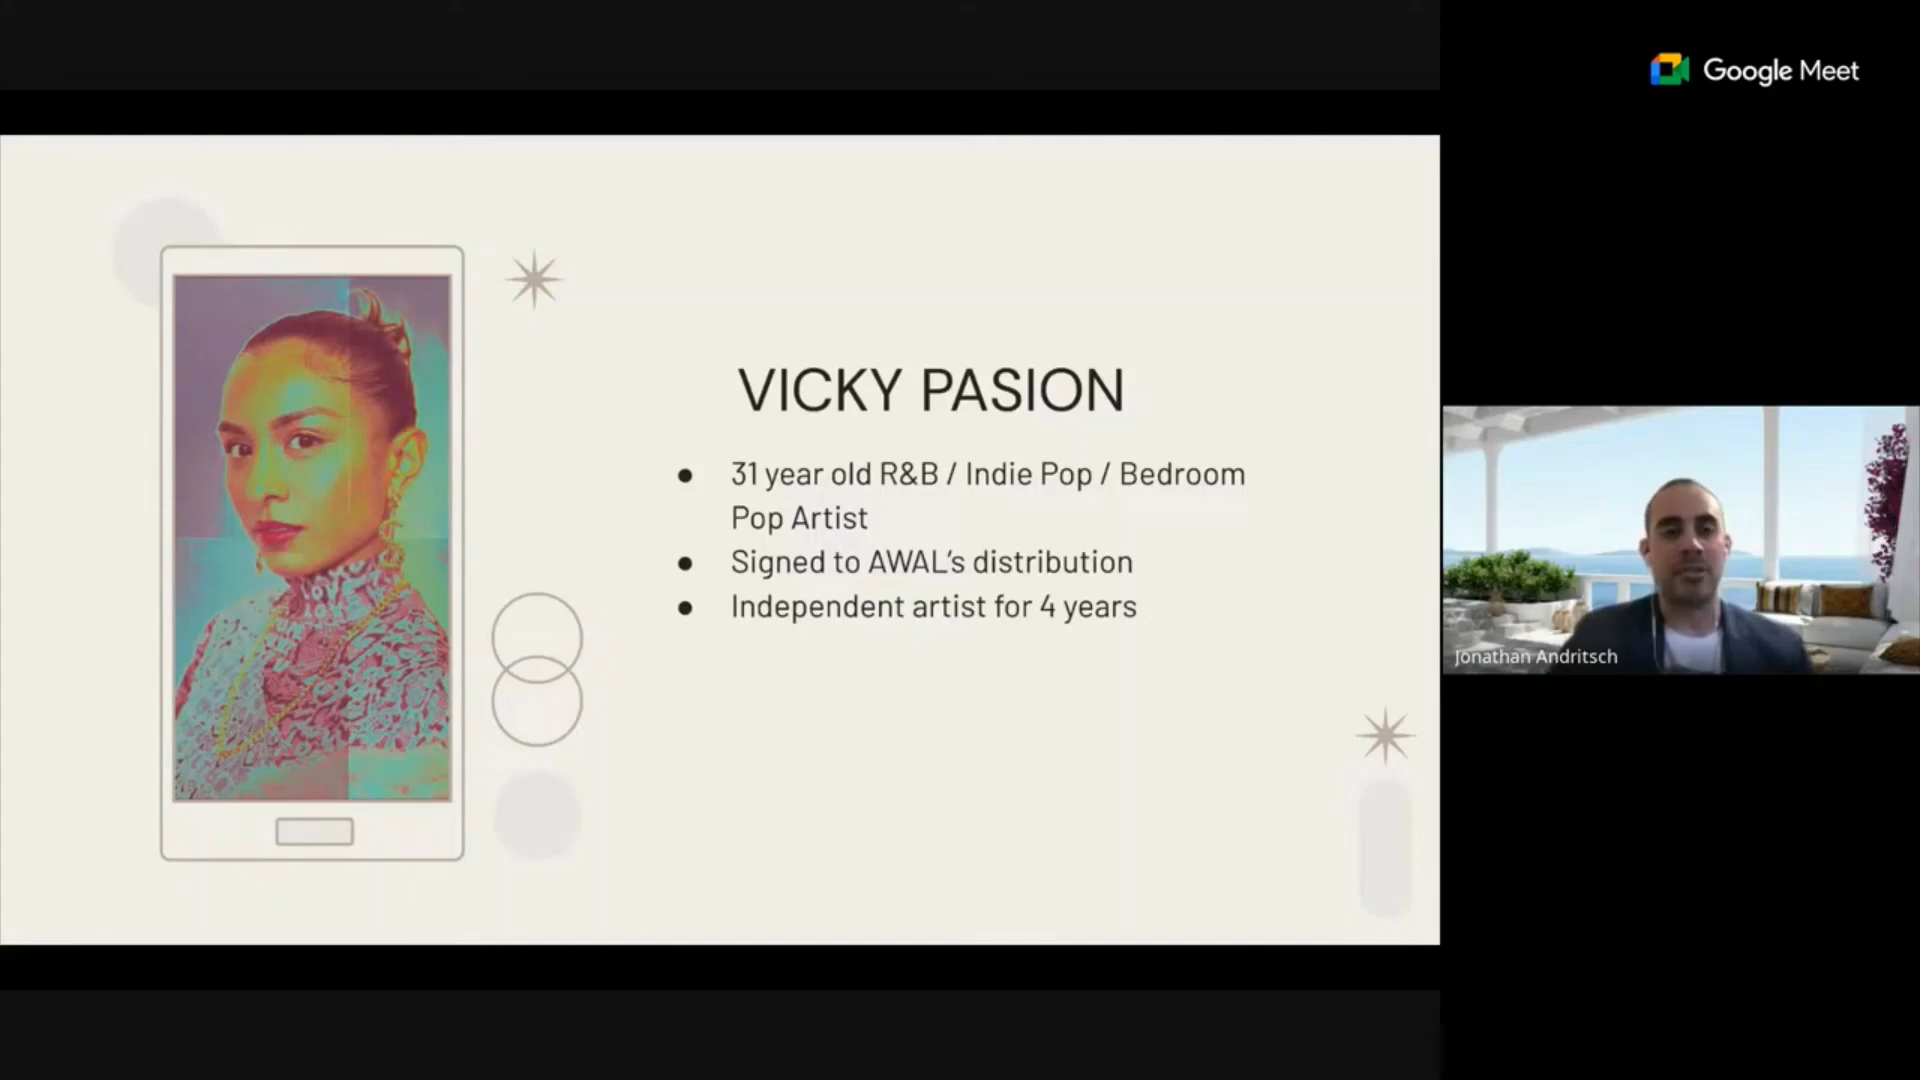 Google Meet
VICKY PASION
● 31 year old R&B / Indie Pop / Bedroom
Pop Artist
● Signed to AWAL’s distribution
● Independent artist for 4 years
Jonathan Andritsch